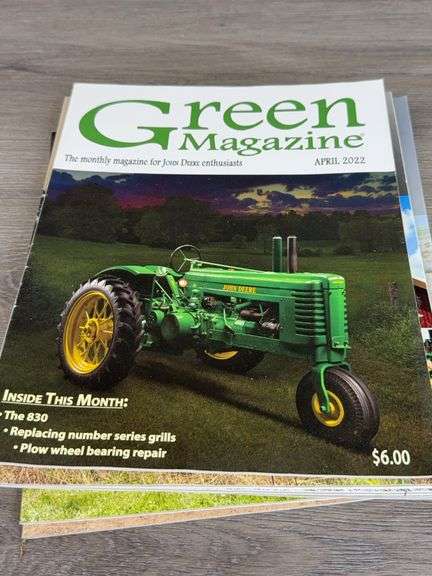 Green
Magazine
The monthly magazine for John Deere enthusiasts
APRIL 2022
JOHN DEERE
Inside This Month:
• The 830
• Replacing number series grills
• Plow wheel bearing repair
$6.00